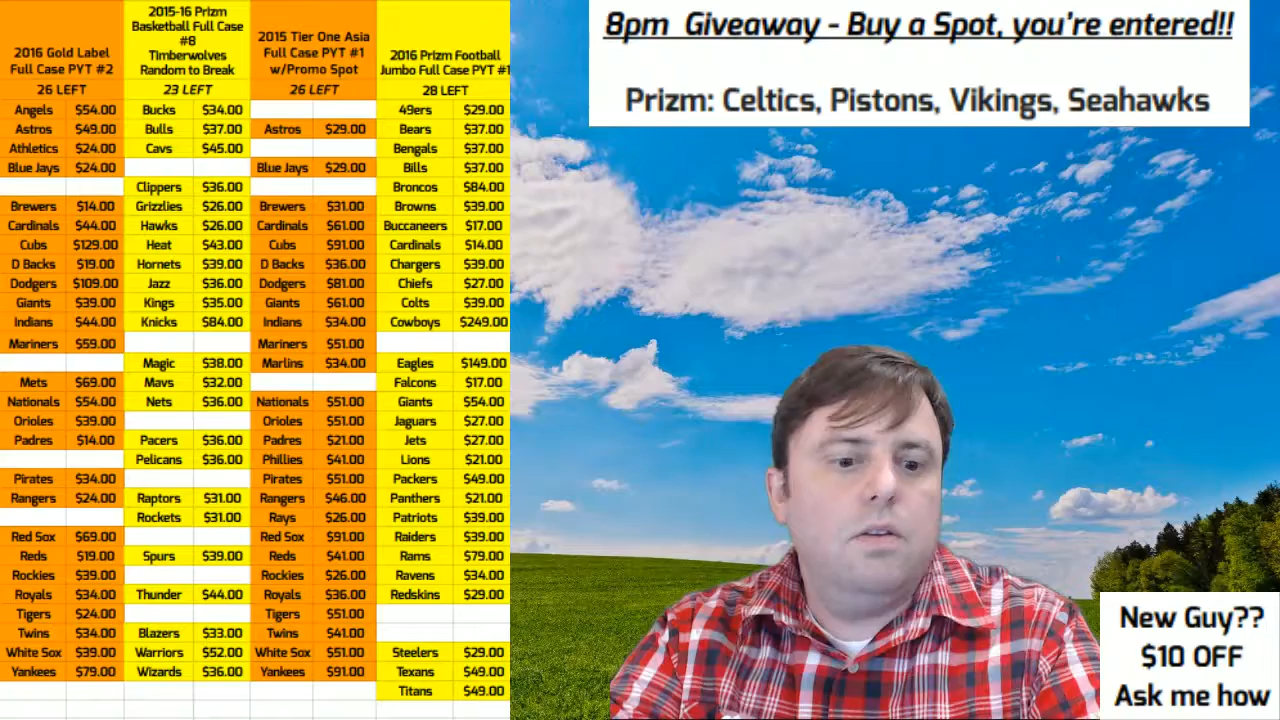 8pm Giveaway - Buy a Spot, you're entered!!
Prizm: Celtics, Pistons, Vikings, Seahawks
2016 Gold Label
Full Case PYT #2
26 LEFT
Angels $54.00
Astros $49.00
Athletics $24.00
Blue Jays $24.00
Brewers $14.00
Cardinals $44.00
Cubs $129.00
D Backs $19.00
Dodgers $109.00
Giants $39.00
Indians $44.00
Mariners $59.00
Mets $69.00
Nationals $54.00
Orioles $39.00
Padres $14.00
Pirates $34.00
Rangers $24.00
Red Sox $69.00
Reds $19.00
Rockies $39.00
Royals $34.00
Tigers $24.00
Twins $34.00
White Sox $39.00
Yankees $79.00
2015-16 Prizm
Basketball Full Case
#8
Timberwolves
Random to Break
23 LEFT
Bucks $34.00
Bulls $37.00
Cavs $45.00
Clippers $36.00
Grizzlies $26.00
Hawks $26.00
Heat $43.00
Hornets $39.00
Jazz $36.00
Kings $35.00
Knicks $84.00
Magic $38.00
Mavs $32.00
Nets $36.00
Pacers $36.00
Pelicans $36.00
Raptors $31.00
Rockets $31.00
Spurs $39.00
Thunder $44.00
Blazers $33.00
Warriors $52.00
Wizards $36.00
2015 Tier One Asia
Full Case PYT #1
w/Promo Spot
26 LEFT
Astros $29.00
Blue Jays $29.00
Brewers $31.00
Cardinals $61.00
Cubs $91.00
D Backs $36.00
Dodgers $81.00
Giants $61.00
Indians $34.00
Mariners $51.00
Marlins $34.00
Nationals $51.00
Orioles $51.00
Padres $21.00
Phillies $41.00
Pirates $51.00
Rangers $46.00
Rays $26.00
Red Sox $91.00
Reds $41.00
Rockies $26.00
Royals $36.00
Tigers $51.00
Twins $41.00
White Sox $51.00
Yankees $91.00
2016 Prizm Football
Jumbo Full Case PYT #1
28 LEFT
49ers $29.00
Bears $37.00
Bengals $37.00
Bills $37.00
Broncos $84.00
Browns $39.00
Buccaneers $17.00
Cardinals $14.00
Chargers $39.00
Chiefs $27.00
Colts $39.00
Cowboys $249.00
Eagles $149.00
Falcons $17.00
Giants $54.00
Jaguars $27.00
Jets $27.00
Lions $21.00
Packers $49.00
Panthers $21.00
Patriots $39.00
Raiders $39.00
Rams $79.00
Ravens $34.00
Redskins $29.00
Steelers $29.00
Texans $49.00
Titans $49.00
New Guy??
$10 OFF
Ask me how